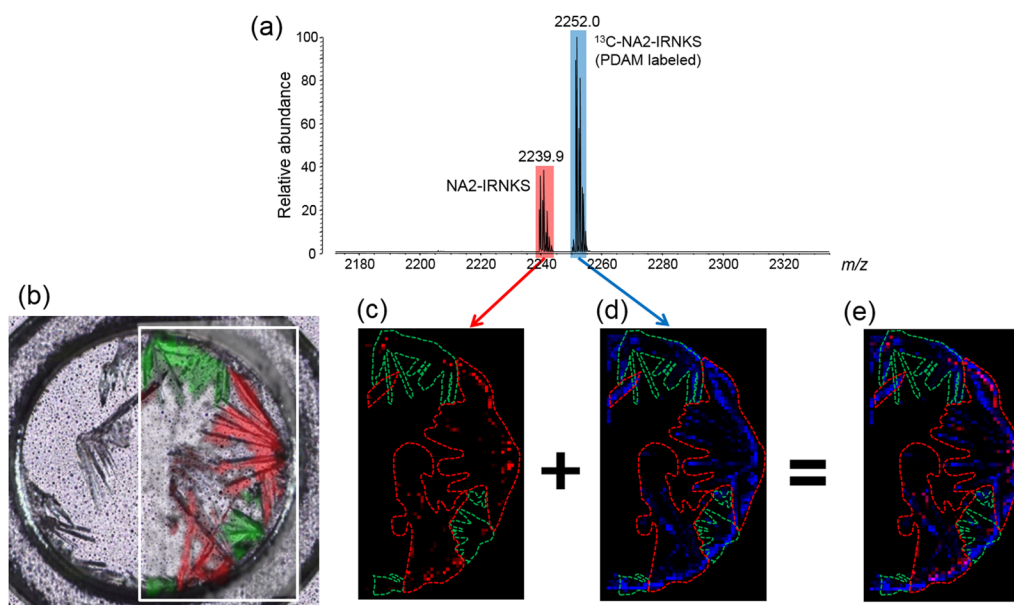 (a)
2252.0
¹³C-NA2-IRNKS
(PDAM labeled)
2239.9
NA2-IRNKS
Relative abundance
100
80
60
40
20
0
2180 2200 2220 2240 2260 2280 2300 2320 m/z
(b)
(c)
(d)
(e)
+
=